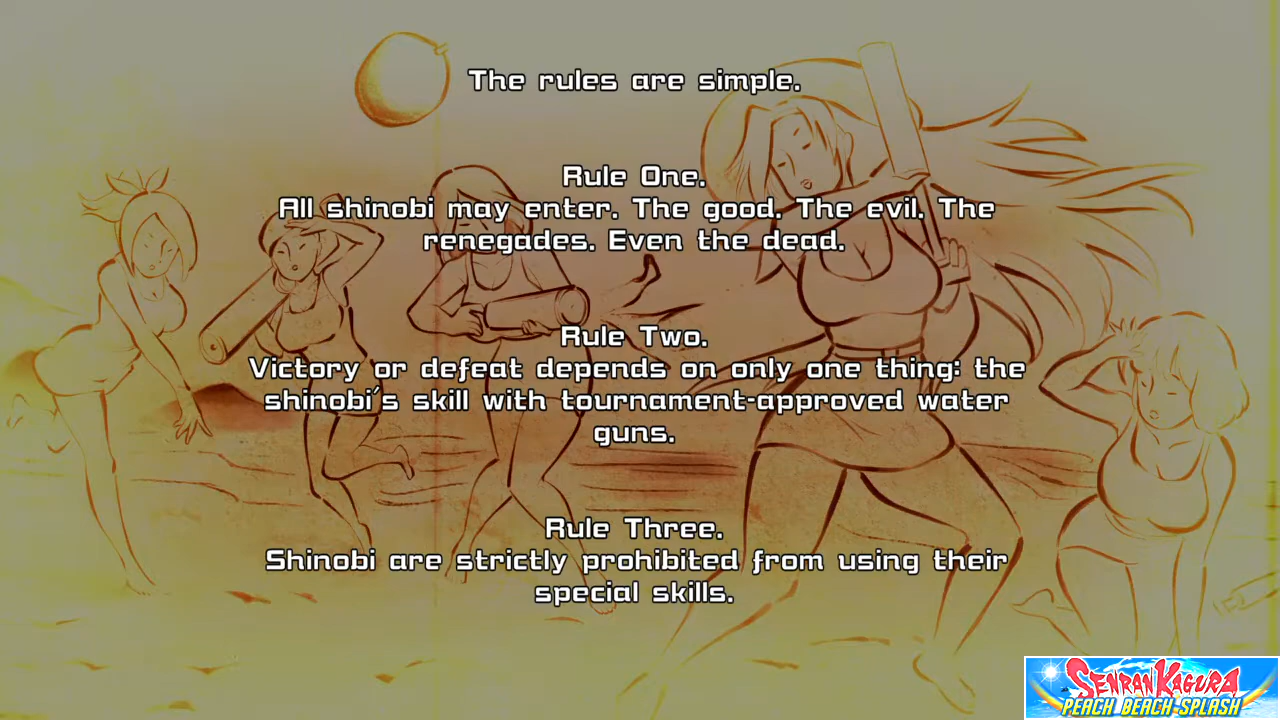 The rules are simple.
Rule One.
All shinobi may enter. The good. The evil. The
renegades. Even the dead.
Rule Two.
Victory or defeat depends on only one thing: the
shinobi's skill with tournament-approved water
guns.
Rule Three.
Shinobi are strictly prohibited from using their
special skills.
SENRAN KAGURA
PEACH BEACH SPLASH